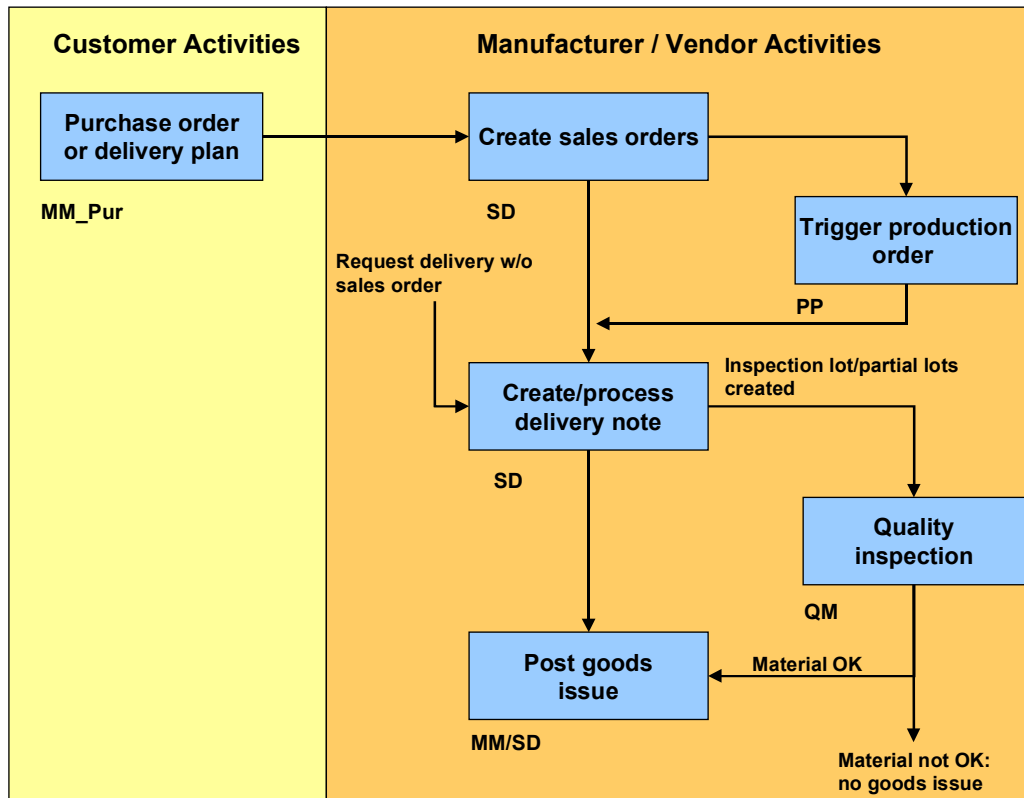 Customer Activities
Manufacturer / Vendor Activities
Purchase order
or delivery plan
MM_Pur
Create sales orders
SD
Trigger production
order
PP
Request delivery w/o
sales order
Create/process
delivery note
SD
Inspection lot/partial lots
created
Quality
inspection
QM
Post goods
issue
MM/SD
Material OK
Material not OK:
no goods issue